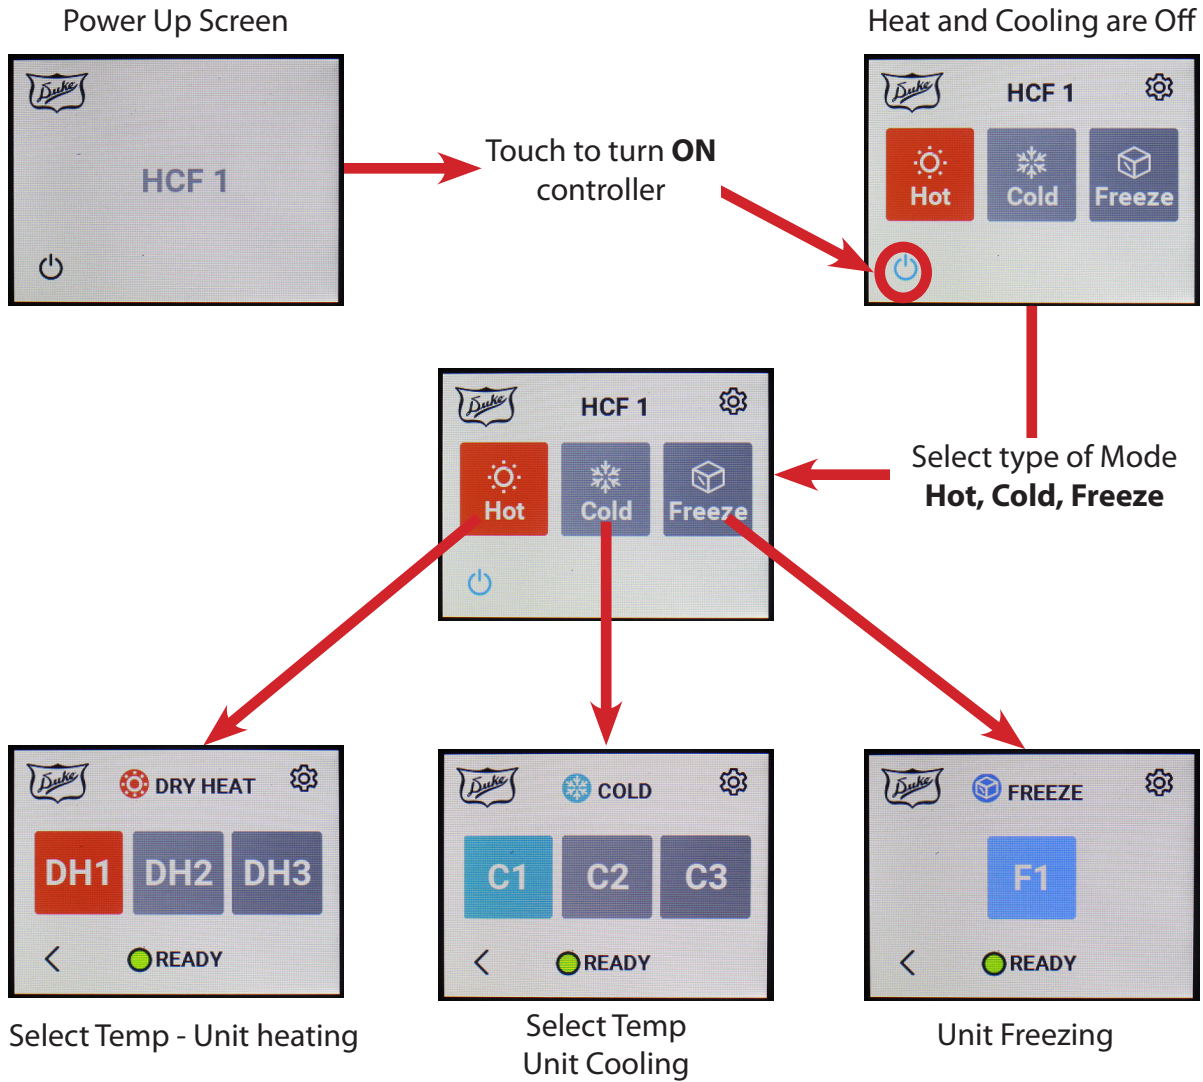 Power Up Screen
Heat and Cooling are Off
Duke
HCF 1
Touch to turn ON
controller
Duke
HCF 1
Hot
Cold
Freeze
Select type of Mode
Hot, Cold, Freeze
Duke
HCF 1
Hot
Cold
Freeze
Duke
DRY HEAT
DH1
DH2
DH3
READY
Select Temp - Unit heating
Duke
COLD
C1
C2
C3
READY
Select Temp
Unit Cooling
Duke
FREEZE
F1
READY
Unit Freezing